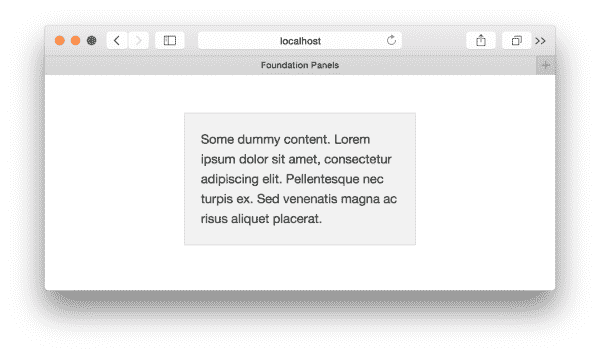 localhost
Foundation Panels
Some dummy content. Lorem
ipsum dolor sit amet, consectetur
adipiscing elit. Pellentesque nec
turpis ex. Sed venenatis magna ac
risus aliquet placerat.